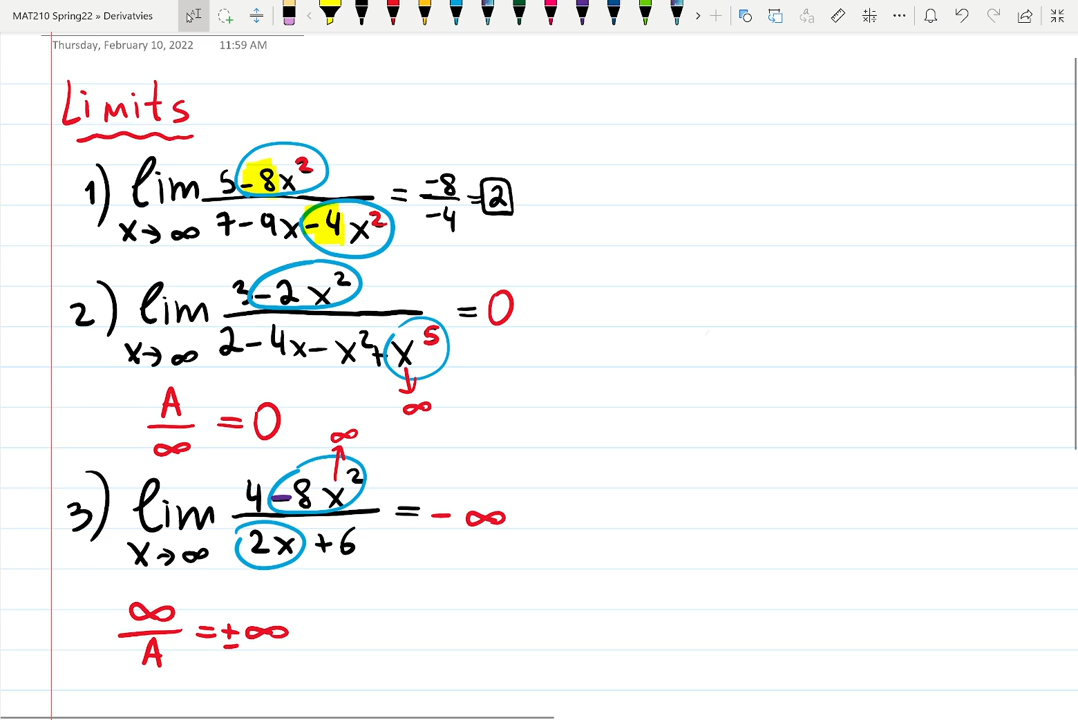 MAT210 Spring22 » Derivatvies
Thursday, February 10, 2022 11:59 AM
Limits
1) lim x→∞ (5-8x²)/(7-9x-4x²) = -8/-4 = 2
2) lim x→∞ (3-2x²)/(2-4x-x²+x⁵) = 0
↓ ∞
A/∞ = 0
∞ ↑
3) lim x→∞ (4-8x²)/(2x+6) = -∞
∞/A = ±∞